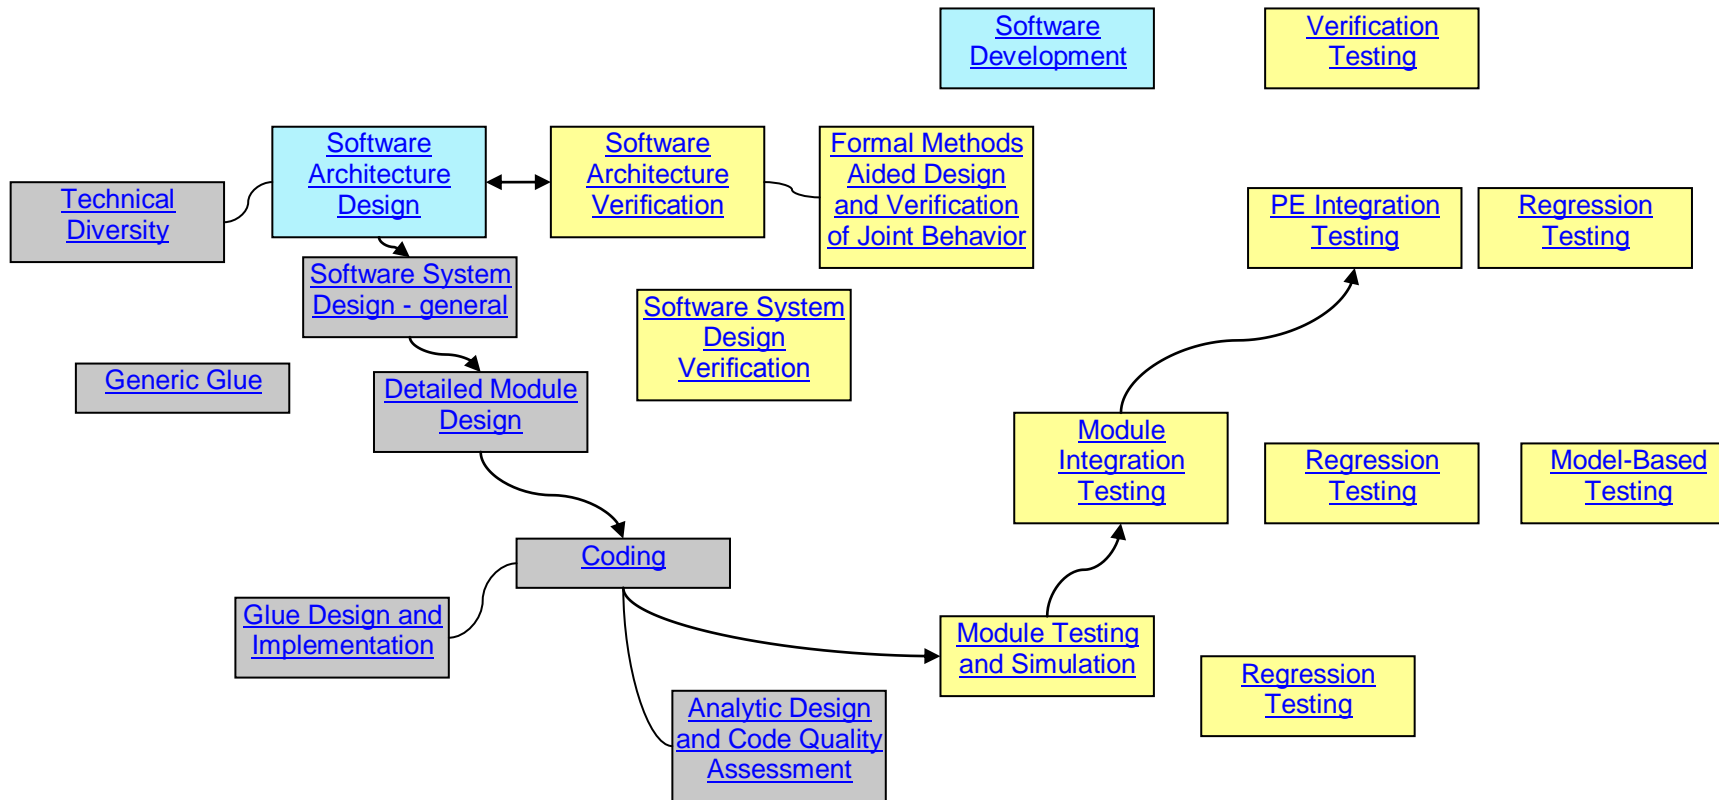 Software
Development
Verification
Testing
Software
Architecture
Design
Software
Architecture
Verification
Formal Methods
Aided Design
and Verification
of Joint Behavior
Technical
Diversity
PE Integration
Testing
Regression
Testing
Software System
Design - general
Software System
Design
Verification
Generic Glue
Detailed Module
Design
Module
Integration
Testing
Regression
Testing
Model-Based
Testing
Coding
Glue Design and
Implementation
Module Testing
and Simulation
Regression
Testing
Analytic Design
and Code Quality
Assessment